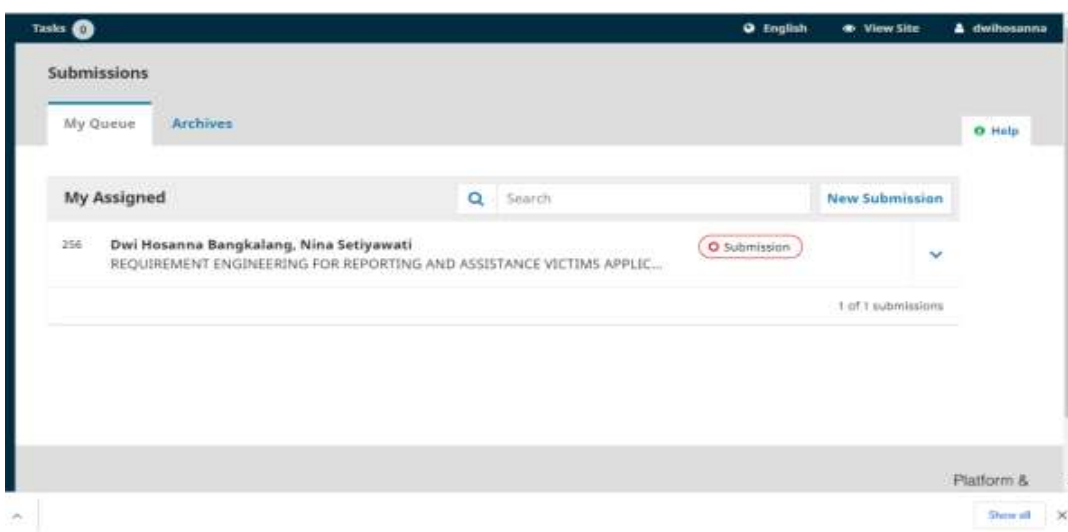 Tasks 0 English View Site dwihosanna
Submissions
My Queue Archives Help
My Assigned Search New Submission
256 Dwi Hosanna Bangkalang, Nina Setiyawati Submission
REQUIREMENT ENGINEERING FOR REPORTING AND ASSISTANCE VICTIMS APPLIC...
1 of 1 submissions
Platform &
Show all